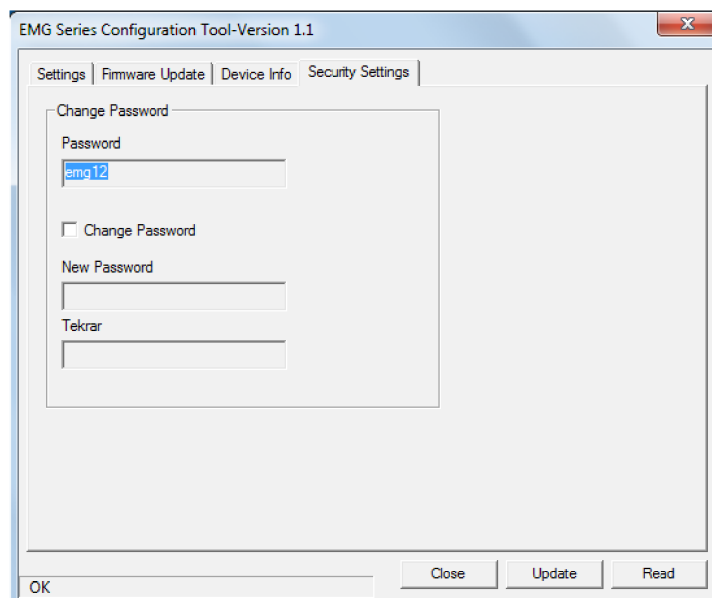 EMG Series Configuration Tool-Version 1.1
Settings Firmware Update Device Info Security Settings
Change Password
Password
emg12
Change Password
New Password
Tekrar
Close Update Read
OK